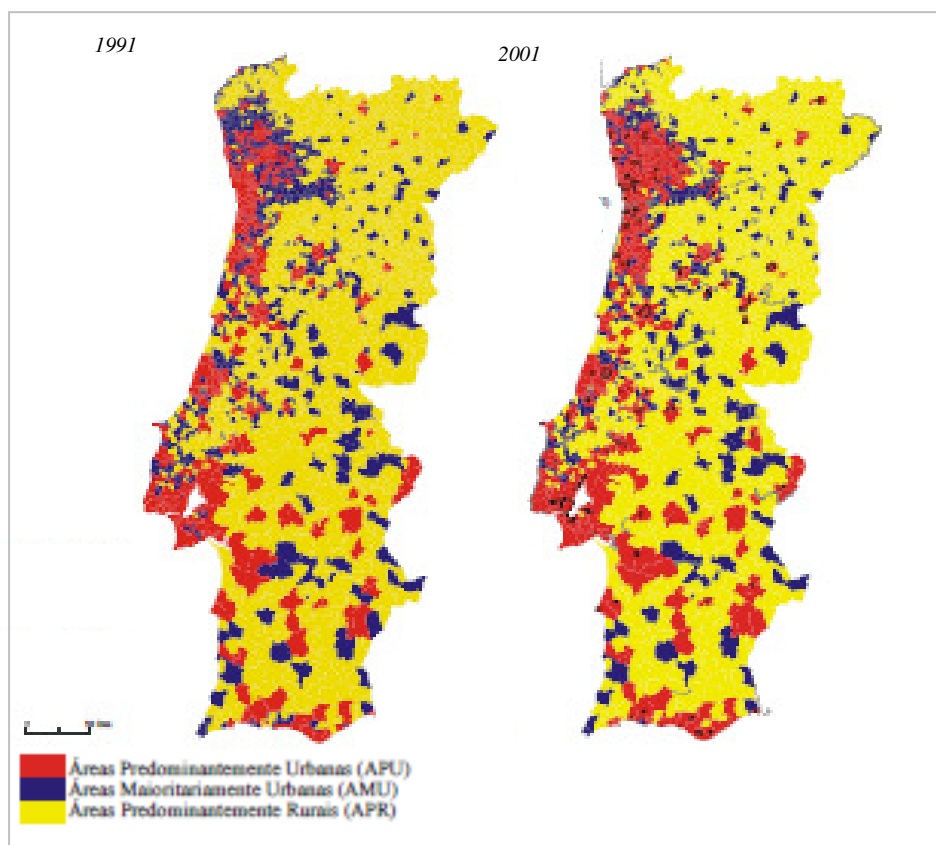 1991
2001
Áreas Predominantemente Urbanas (APU)
Áreas Maioritariamente Urbanas (AMU)
Áreas Predominantemente Rurais (APR)